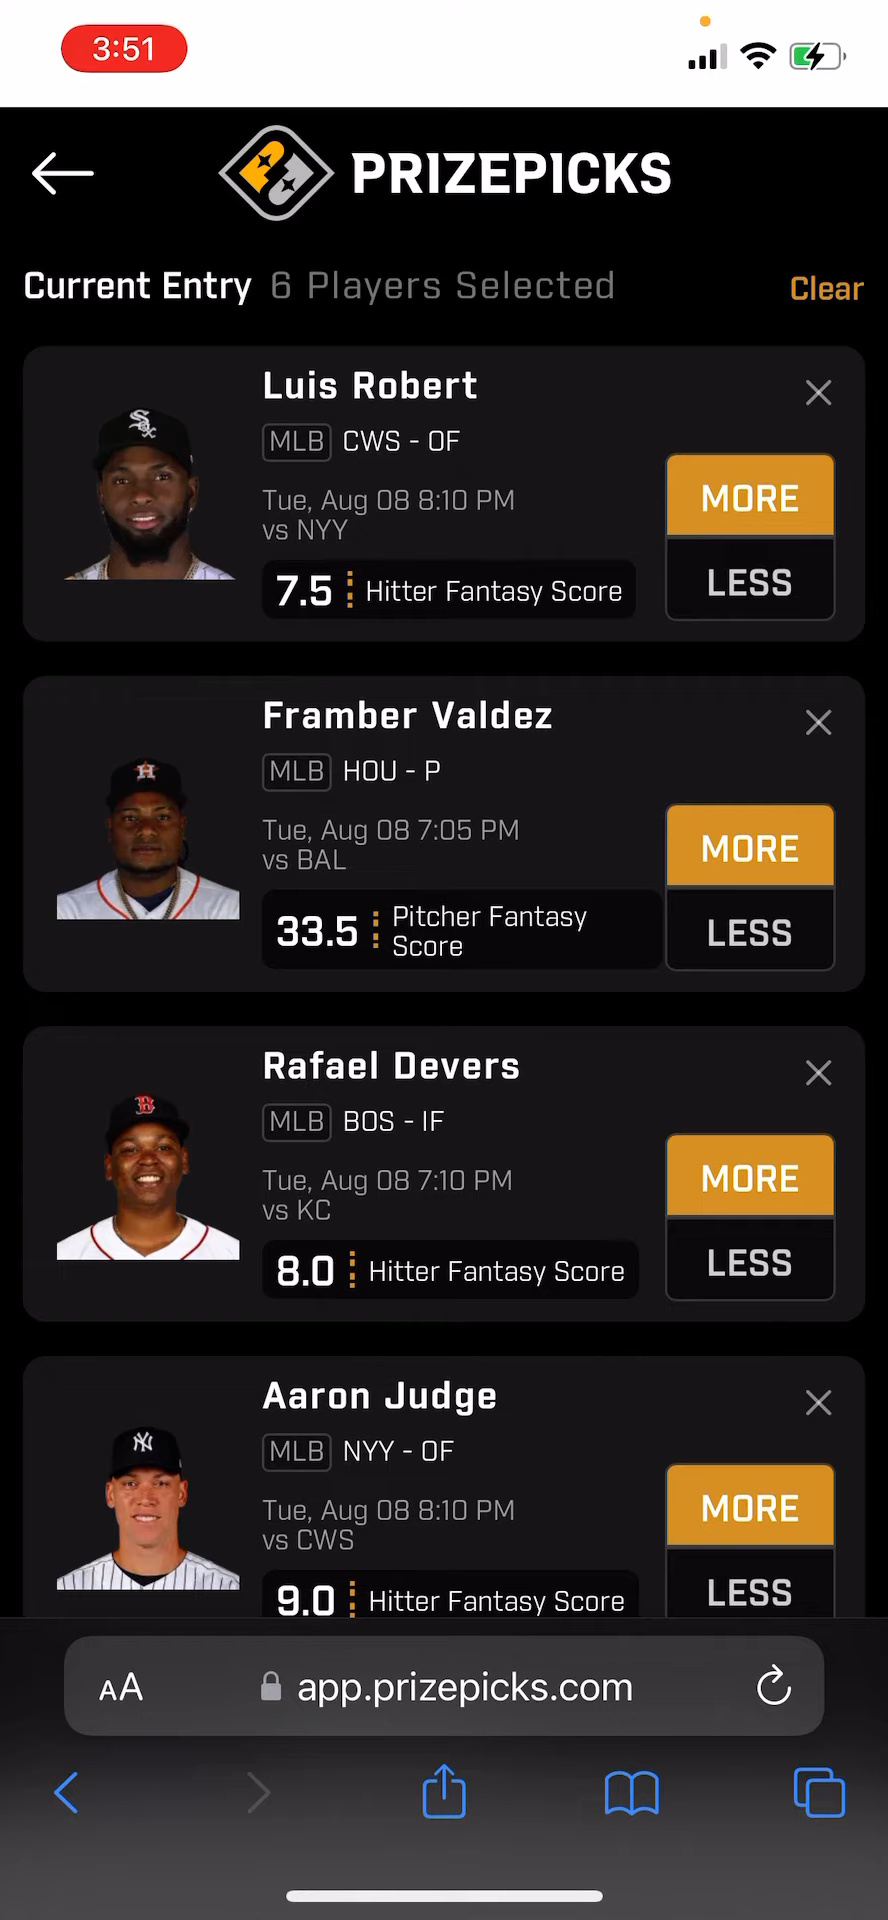 3:51
PRIZEPICKS
Current Entry 6 Players Selected
Clear
Luis Robert
MLB CWS - OF
Tue, Aug 08 8:10 PM
vs NYY
7.5 Hitter Fantasy Score
MORE
LESS
Framber Valdez
MLB HOU - P
Tue, Aug 08 7:05 PM
vs BAL
33.5 Pitcher Fantasy
Score
MORE
LESS
Rafael Devers
MLB BOS - IF
Tue, Aug 08 7:10 PM
vs KC
8.0 Hitter Fantasy Score
MORE
LESS
Aaron Judge
MLB NYY - OF
Tue, Aug 08 8:10 PM
vs CWS
9.0 Hitter Fantasy Score
MORE
LESS
AA app.prizepicks.com